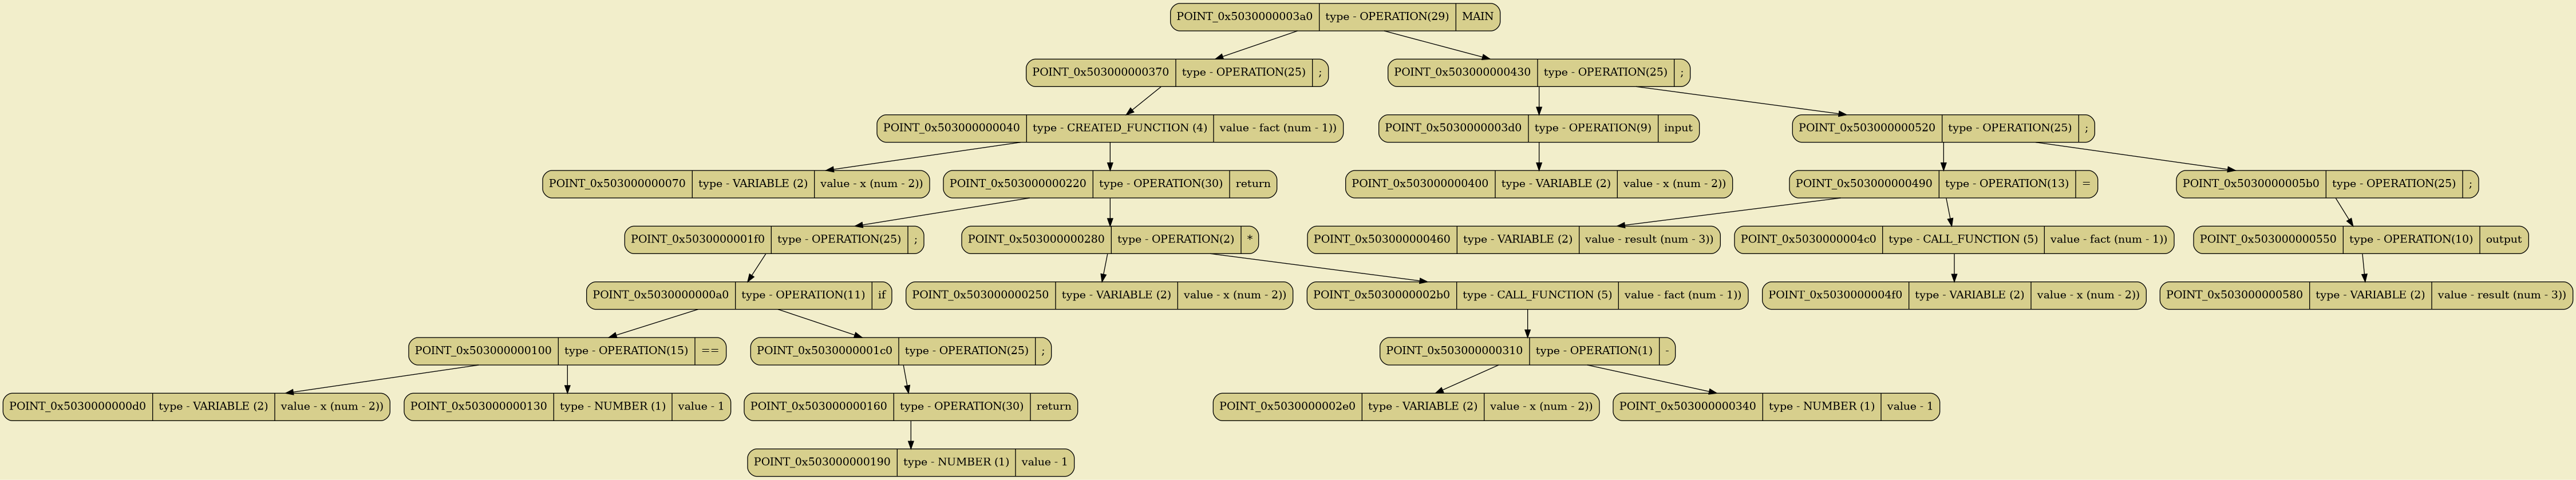 POINT_0x5030000003a0 type - OPERATION(29) MAIN
POINT_0x503000000370 type - OPERATION(25) ;
POINT_0x503000000430 type - OPERATION(25) ;
POINT_0x503000000040 type - CREATED_FUNCTION (4) value - fact (num - 1))
POINT_0x5030000003d0 type - OPERATION(9) input
POINT_0x503000000520 type - OPERATION(25) ;
POINT_0x503000000070 type - VARIABLE (2) value - x (num - 2))
POINT_0x503000000220 type - OPERATION(30) return
POINT_0x503000000400 type - VARIABLE (2) value - x (num - 2))
POINT_0x503000000490 type - OPERATION(13) =
POINT_0x5030000005b0 type - OPERATION(25) ;
POINT_0x5030000001f0 type - OPERATION(25) ;
POINT_0x503000000280 type - OPERATION(2) *
POINT_0x503000000460 type - VARIABLE (2) value - result (num - 3))
POINT_0x5030000004c0 type - CALL_FUNCTION (5) value - fact (num - 1))
POINT_0x503000000550 type - OPERATION(10) output
POINT_0x5030000000a0 type - OPERATION(11) if
POINT_0x503000000250 type - VARIABLE (2) value - x (num - 2))
POINT_0x5030000002b0 type - CALL_FUNCTION (5) value - fact (num - 1))
POINT_0x5030000004f0 type - VARIABLE (2) value - x (num - 2))
POINT_0x503000000580 type - VARIABLE (2) value - result (num - 3))
POINT_0x503000000100 type - OPERATION(15) ==
POINT_0x5030000001c0 type - OPERATION(25) ;
POINT_0x503000000310 type - OPERATION(1) -
POINT_0x5030000000d0 type - VARIABLE (2) value - x (num - 2))
POINT_0x503000000130 type - NUMBER (1) value - 1
POINT_0x503000000160 type - OPERATION(30) return
POINT_0x5030000002e0 type - VARIABLE (2) value - x (num - 2))
POINT_0x503000000340 type - NUMBER (1) value - 1
POINT_0x503000000190 type - NUMBER (1) value - 1